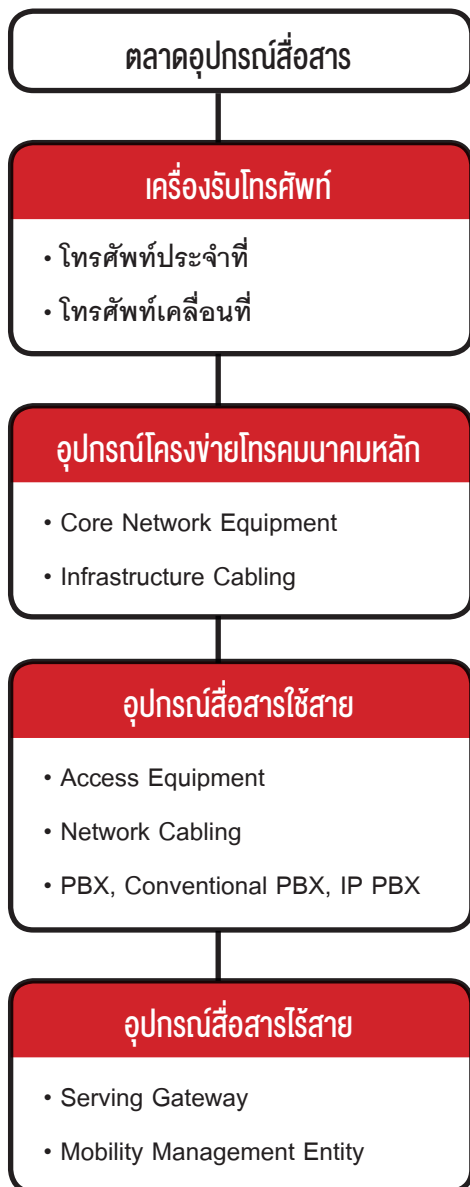 ตลาดอุปกรณ์สื่อสาร
เครื่องรับโทรศัพท์
• โทรศัพท์ประจำที่
• โทรศัพท์เคลื่อนที่
อุปกรณ์โครงข่ายโทรคมนาคมหลัก
• Core Network Equipment
• Infrastructure Cabling
อุปกรณ์สื่อสารใช้สาย
• Access Equipment
• Network Cabling
• PBX, Conventional PBX, IP PBX
อุปกรณ์สื่อสารไร้สาย
• Serving Gateway
• Mobility Management Entity